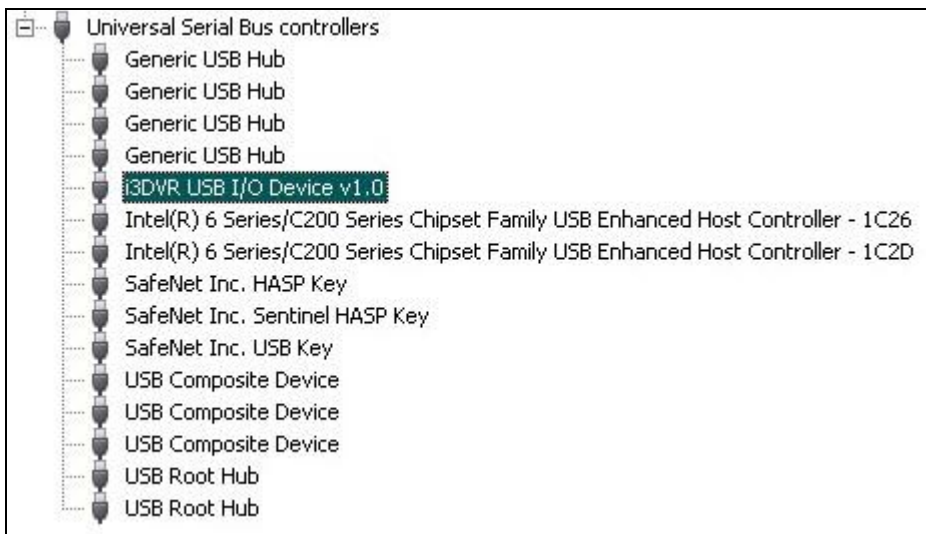 Universal Serial Bus controllers
Generic USB Hub
Generic USB Hub
Generic USB Hub
Generic USB Hub
i3DVR USB I/O Device v1.0
Intel(R) 6 Series/C200 Series Chipset Family USB Enhanced Host Controller - 1C26
Intel(R) 6 Series/C200 Series Chipset Family USB Enhanced Host Controller - 1C2D
SafeNet Inc. HASP Key
SafeNet Inc. Sentinel HASP Key
SafeNet Inc. USB Key
USB Composite Device
USB Composite Device
USB Composite Device
USB Root Hub
USB Root Hub